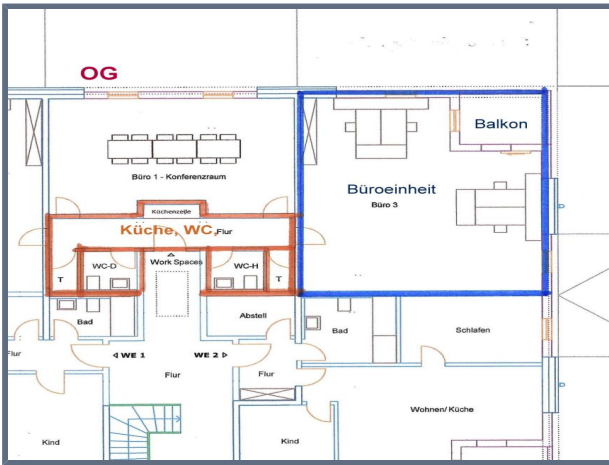 OG
Balkon
Büro 1 - Konferenzraum
Büroeinheit
Büro 3
Küchenzeile
Küche, WC, Flur
WC-D
Work Spaces
WC-H
T
T
Bad
Abstell
Bad
Schlafen
Flur
WE 1
WE 2
Flur
Flur
Wohnen/ Küche
Kind
Kind